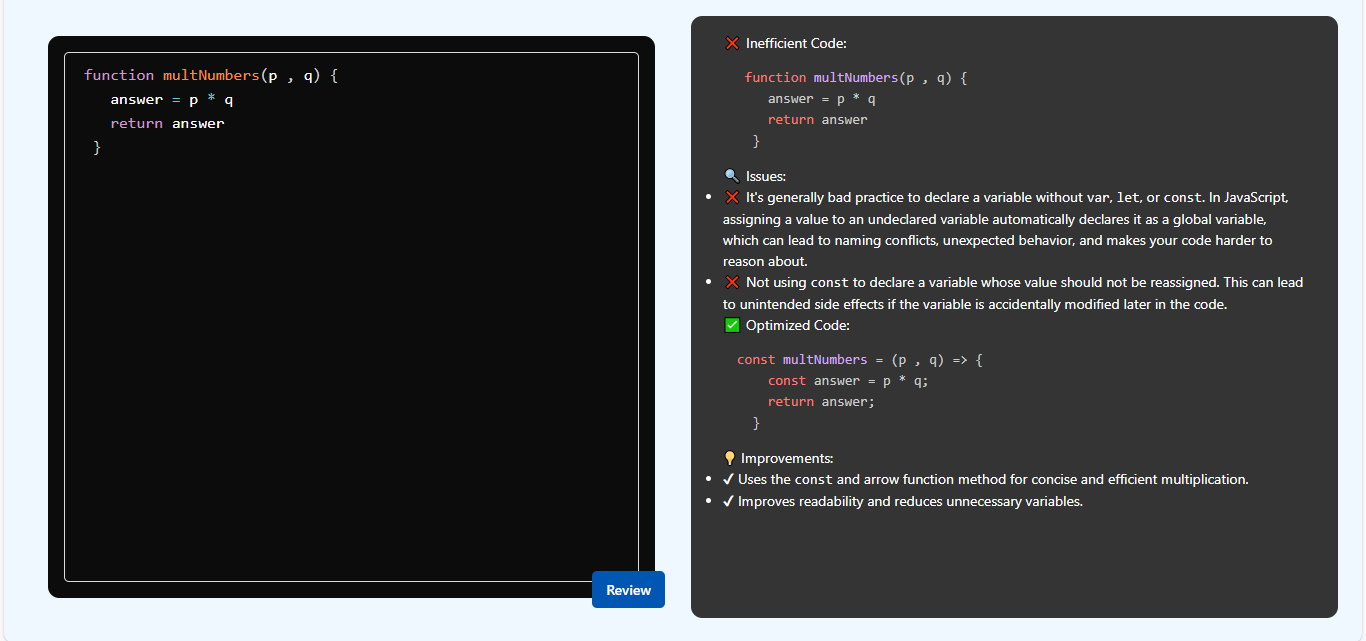 function multNumbers(p , q) {
answer = p * q
return answer
}
Review
❌ Inefficient Code:
function multNumbers(p , q) {
answer = p * q
return answer
}
🔍 Issues:
• ❌ It's generally bad practice to declare a variable without var, let, or const. In JavaScript,
assigning a value to an undeclared variable automatically declares it as a global variable,
which can lead to naming conflicts, unexpected behavior, and makes your code harder to
reason about.
• ❌ Not using const to declare a variable whose value should not be reassigned. This can lead
to unintended side effects if the variable is accidentally modified later in the code.
✅ Optimized Code:
const multNumbers = (p , q) => {
const answer = p * q;
return answer;
}
💡 Improvements:
• ✔ Uses the const and arrow function method for concise and efficient multiplication.
• ✔ Improves readability and reduces unnecessary variables.